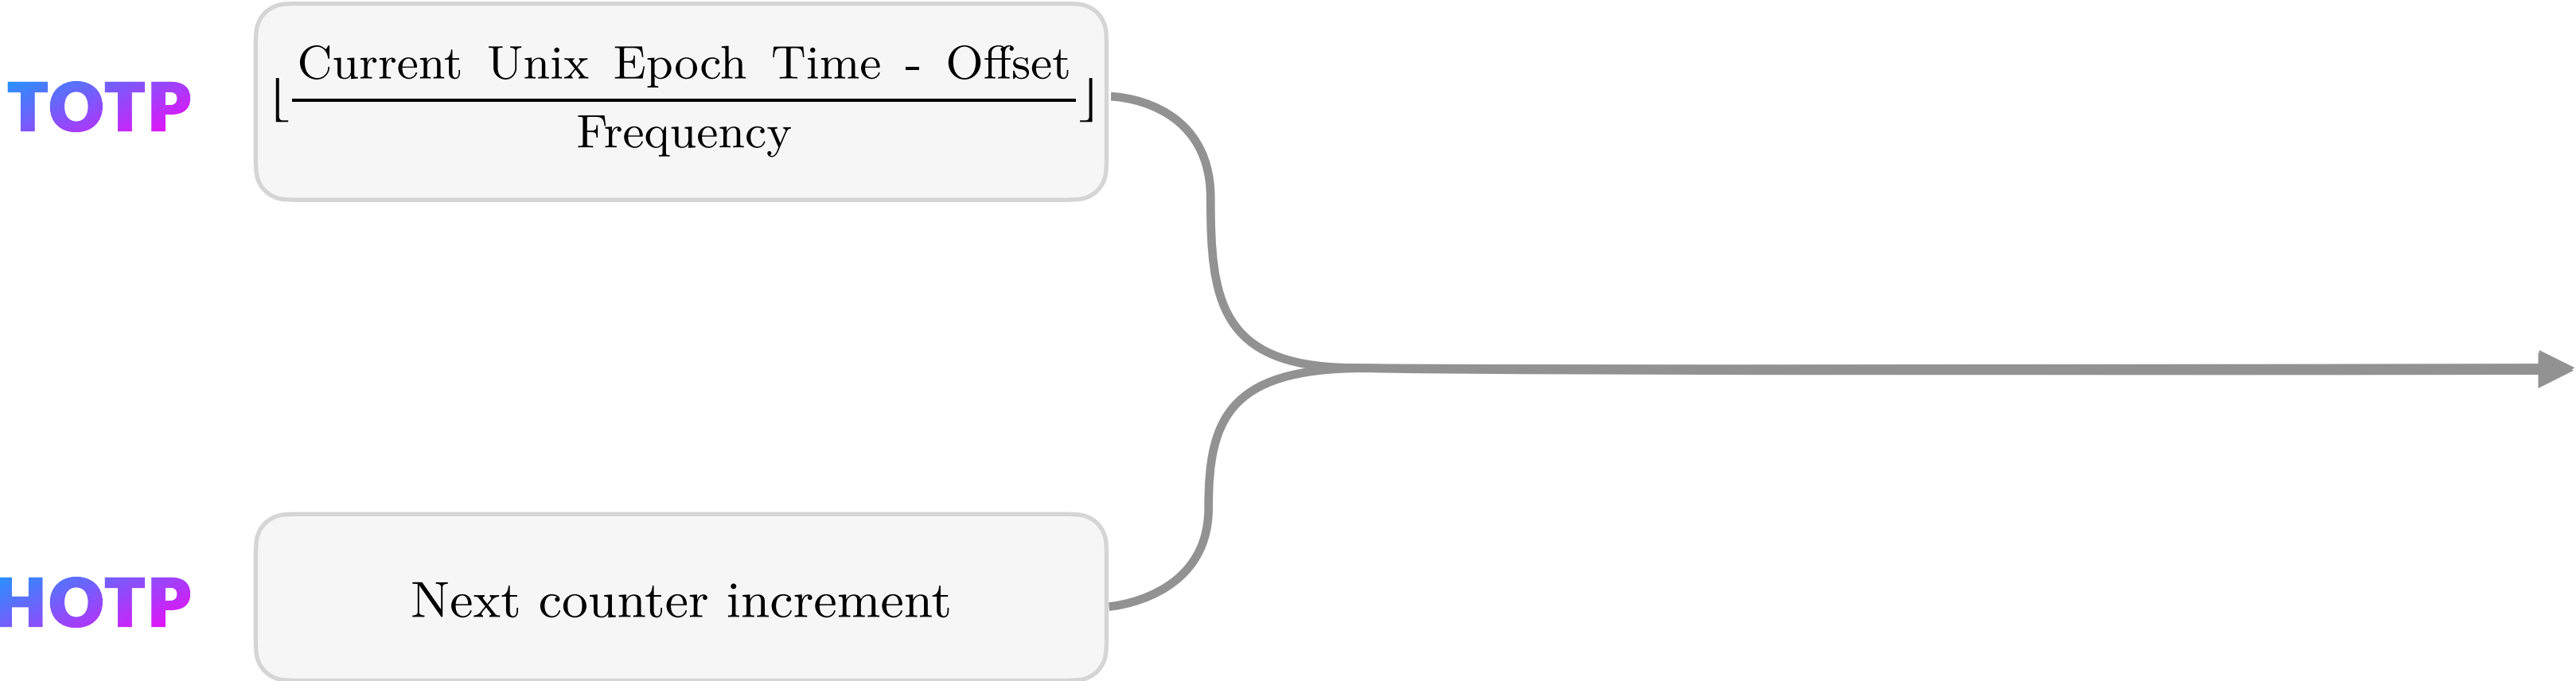 TOTP
⌊Current Unix Epoch Time - Offset
Frequency⌋
HOTP
Next counter increment